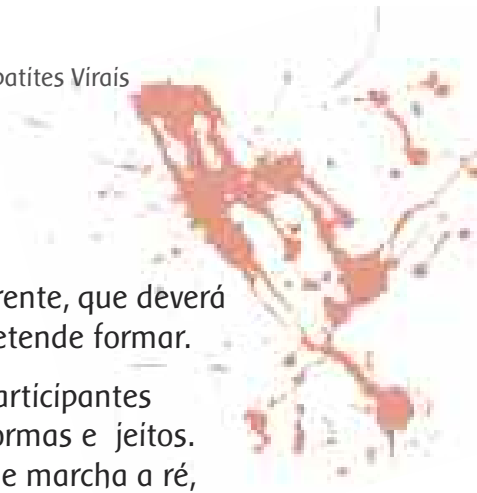 patites Virais
rente, que deverá
etende formar.
articipantes
ormas e jeitos.
e marcha a ré,